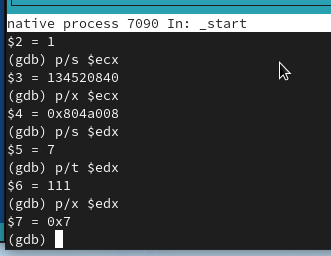 native process 7090 In: _start
$2 = 1
(gdb) p/s $ecx
$3 = 134520840
(gdb) p/x $ecx
$4 = 0x804a008
(gdb) p/s $edx
$5 = 7
(gdb) p/t $edx
$6 = 111
(gdb) p/x $edx
$7 = 0x7
(gdb)